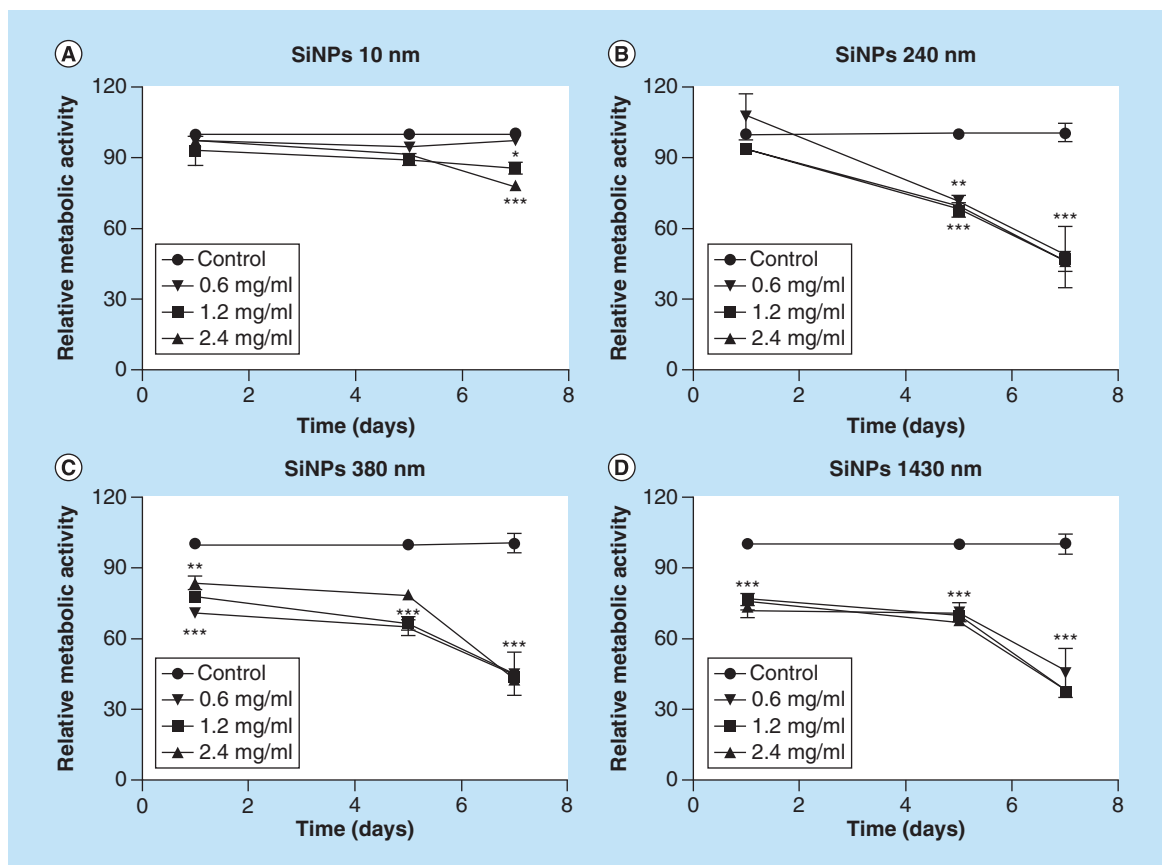 A
SiNPs 10 nm
Relative metabolic activity
120
90
60
30
0
*
***
Control
0.6 mg/ml
1.2 mg/ml
2.4 mg/ml
0 2 4 6 8
Time (days)
B
SiNPs 240 nm
Relative metabolic activity
120
90
60
30
0
**
***
***
Control
0.6 mg/ml
1.2 mg/ml
2.4 mg/ml
0 2 4 6 8
Time (days)
C
SiNPs 380 nm
Relative metabolic activity
120
90
60
30
0
**
***
***
***
Control
0.6 mg/ml
1.2 mg/ml
2.4 mg/ml
0 2 4 6 8
Time (days)
D
SiNPs 1430 nm
Relative metabolic activity
120
90
60
30
0
***
***
***
Control
0.6 mg/ml
1.2 mg/ml
2.4 mg/ml
0 2 4 6 8
Time (days)